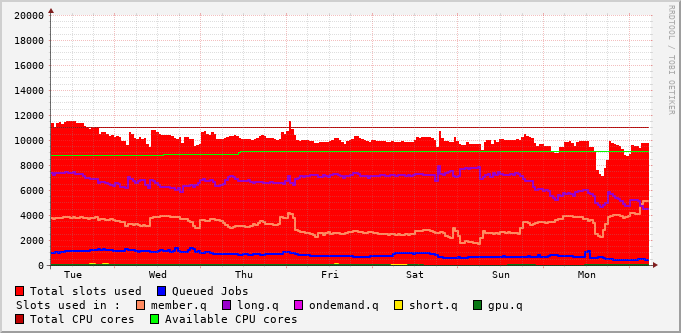 20000
18000
16000
14000
12000
10000
8000
6000
4000
2000
0
Tue Wed Thu Fri Sat Sun Mon
Total slots used Queued Jobs
Slots used in : member.q long.q ondemand.q short.q gpu.q
Total CPU cores Available CPU cores
RRDTOOL / TOBI OETIKER